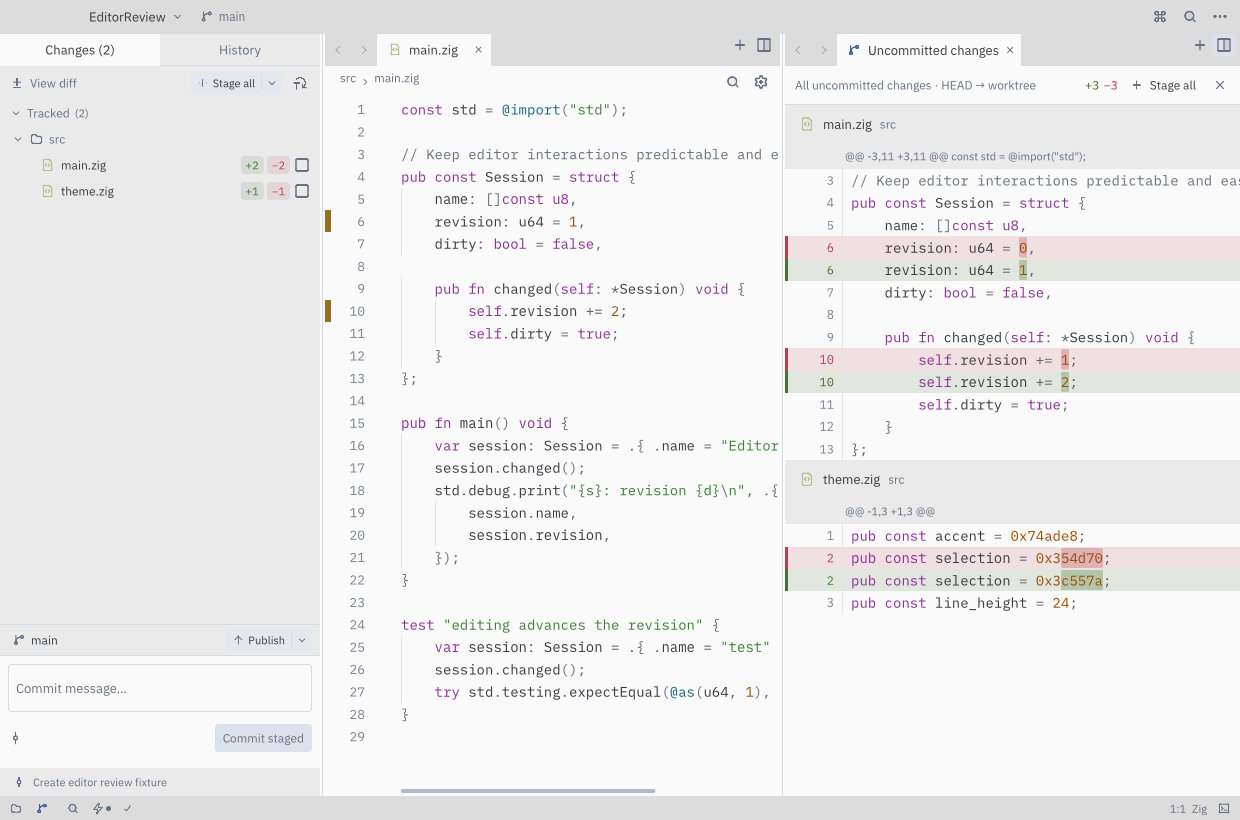 EditorReview main
Changes (2) History
View diff Stage all
Tracked (2)
src
main.zig +2 −2
theme.zig +1 −1
main Publish
Commit message...
Commit staged
Create editor review fixture
main.zig ×
src › main.zig
1 const std = @import("std");
2
3 // Keep editor interactions predictable and e
4 pub const Session = struct {
5 name: []const u8,
6 revision: u64 = 1,
7 dirty: bool = false,
8
9 pub fn changed(self: *Session) void {
10 self.revision += 2;
11 self.dirty = true;
12 }
13 };
14
15 pub fn main() void {
16 var session: Session = .{ .name = "Editor
17 session.changed();
18 std.debug.print("{s}: revision {d}\n", .{
19 session.name,
20 session.revision,
21 });
22 }
23
24 test "editing advances the revision" {
25 var session: Session = .{ .name = "test"
26 session.changed();
27 try std.testing.expectEqual(@as(u64, 1),
28 }
29
Uncommitted changes ×
All uncommitted changes · HEAD → worktree +3 −3 + Stage all ×
main.zig src
@@ -3,11 +3,11 @@ const std = @import("std");
3 // Keep editor interactions predictable and eas
4 pub const Session = struct {
5 name: []const u8,
6 revision: u64 = 0,
6 revision: u64 = 1,
7 dirty: bool = false,
8
9 pub fn changed(self: *Session) void {
10 self.revision += 1;
10 self.revision += 2;
11 self.dirty = true;
12 }
13 };
theme.zig src
@@ -1,3 +1,3 @@
1 pub const accent = 0x74ade8;
2 pub const selection = 0x354d70;
2 pub const selection = 0x3c557a;
3 pub const line_height = 24;
1:1 Zig